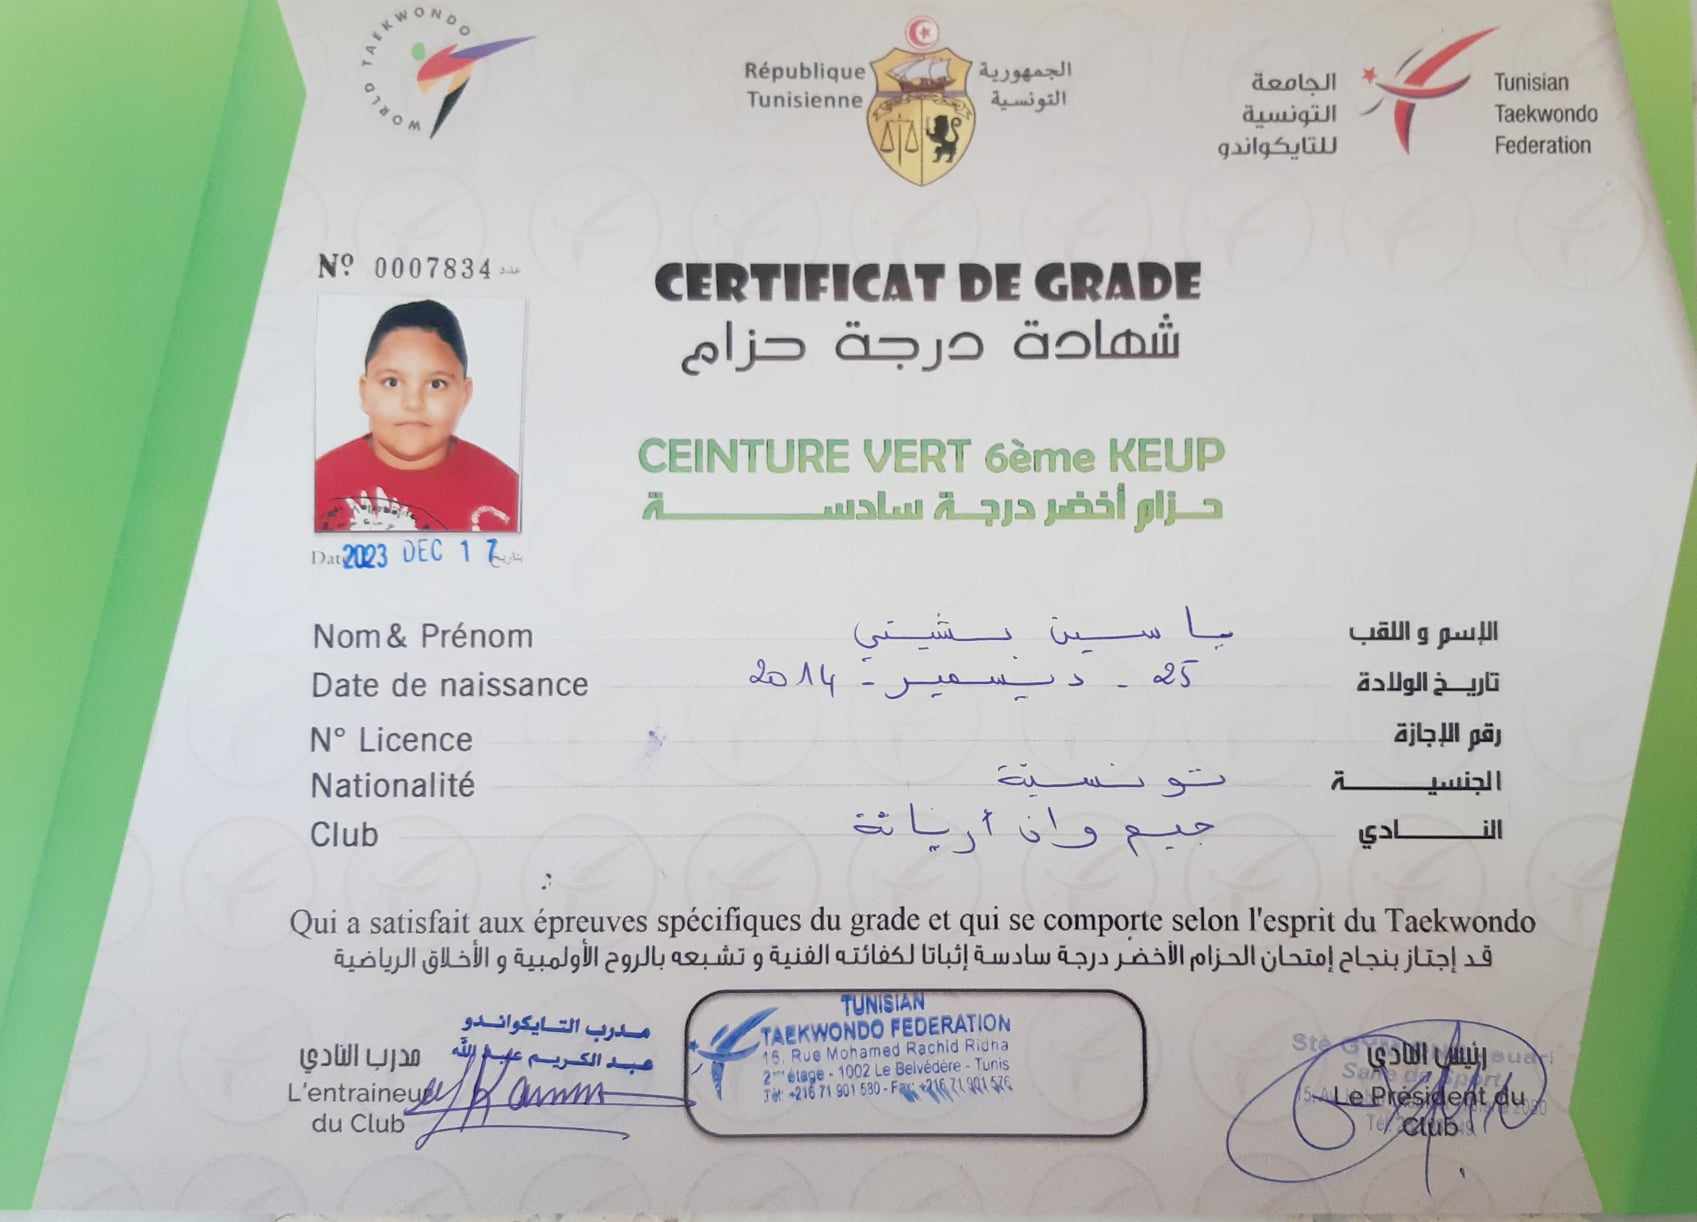 WORLD TAEKWONDO
République
Tunisienne
الجمهورية
التونسية
الجامعة
التونسية
للتايكواندو
Tunisian
Taekwondo
Federation
Nº 0007834 عدد
CERTIFICAT DE GRADE
شهادة درجة حزام
CEINTURE VERT 6ème KEUP
حزام أخضر درجة سادسة
2023 DEC 17 بتاريخ
Nom & Prénom ياسين بشيتي الإسم و اللقب
Date de naissance 25 - ديسمبر - 2014 تاريخ الولادة
N° Licence رقم الإجازة
Nationalité تونسية الجنسية
Club جيم وان أريانة النادي
Qui a satisfait aux épreuves spécifiques du grade et qui se comporte selon l'esprit du Taekwondo
قد إجتاز بنجاح إمتحان الحزام الأخضر درجة سادسة إثباتا لكفائته الفنية و تشبعه بالروح الأولمبية و الأخلاق الرياضية
مدرب النادي
L'entraineur
du Club
مدرب التايكواندو
عبد الكريم عبد الله
TUNISIAN
TAEKWONDO FEDERATION
15, Rue Mohamed Rachid Ridha
2ème étage - 1002 Le Belvédère - Tunis
Tél: +216 71 901 580 - Fax: +216 71 901 576
Sté
Salle de Sport
رئيس النادي
Le Président du
Club